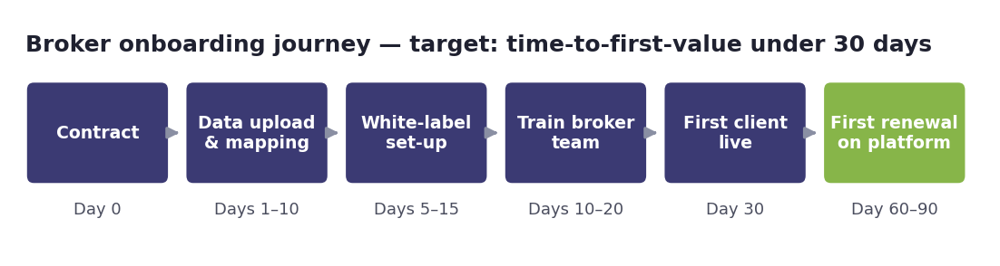 Broker onboarding journey — target: time-to-first-value under 30 days
Contract
Data upload
& mapping
White-label
set-up
Train broker
team
First client
live
First renewal
on platform
Day 0
Days 1–10
Days 5–15
Days 10–20
Day 30
Day 60–90